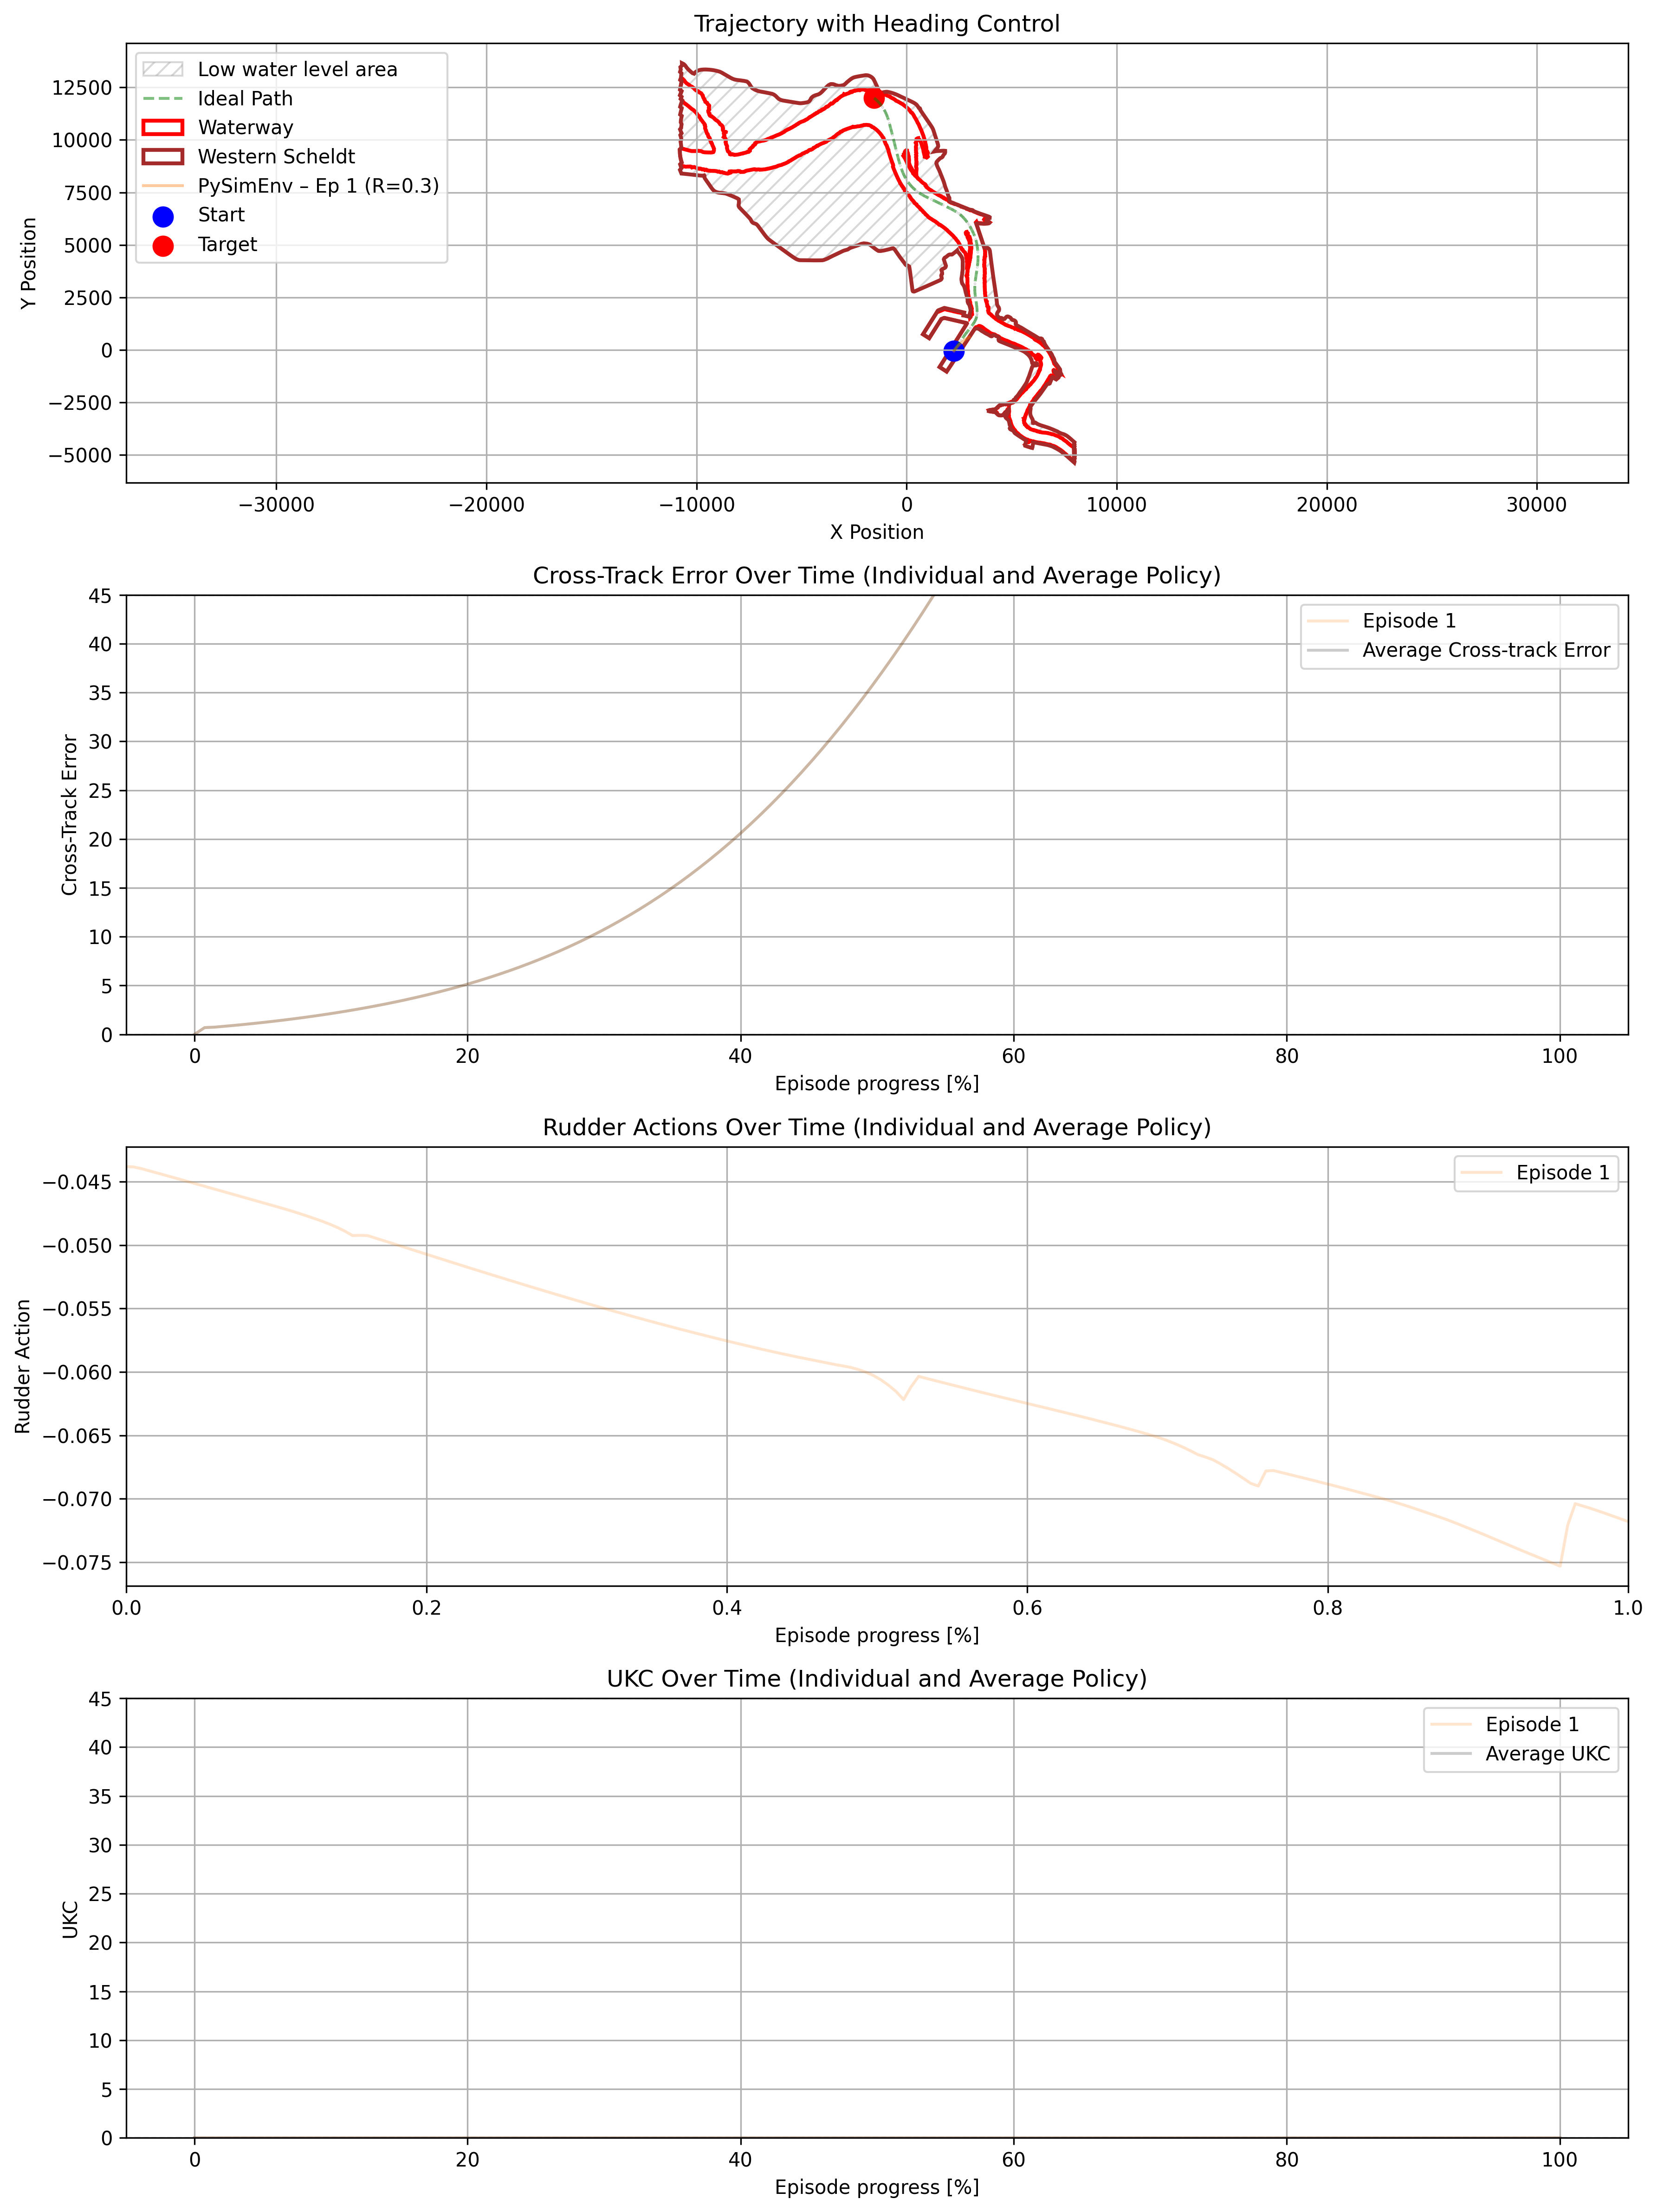 Trajectory with Heading Control
Low water level area
Ideal Path
Waterway
Western Scheldt
PySimEnv – Ep 1 (R=0.3)
Start
Target
Y Position
12500
10000
7500
5000
2500
0
−2500
−5000
−30000
−20000
−10000
0
10000
20000
30000
X Position
Cross-Track Error Over Time (Individual and Average Policy)
Episode 1
Average Cross-track Error
Cross-Track Error
45
40
35
30
25
20
15
10
5
0
0
20
40
60
80
100
Episode progress [%]
Rudder Actions Over Time (Individual and Average Policy)
Episode 1
Rudder Action
−0.045
−0.050
−0.055
−0.060
−0.065
−0.070
−0.075
0.0
0.2
0.4
0.6
0.8
1.0
Episode progress [%]
UKC Over Time (Individual and Average Policy)
Episode 1
Average UKC
UKC
45
40
35
30
25
20
15
10
5
0
0
20
40
60
80
100
Episode progress [%]